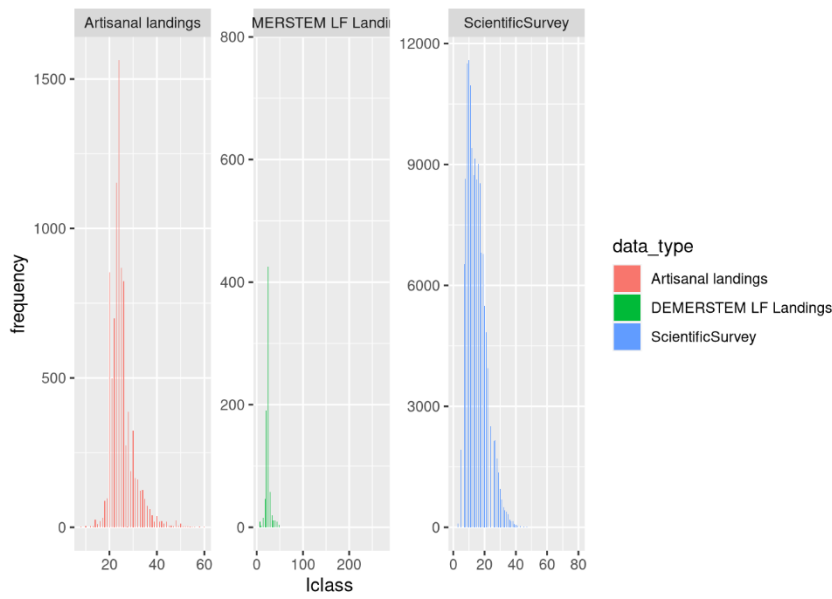 Artisanal landings
MERSTEM LF Landi
ScientificSurvey
frequency
1500
1000
500
0
800
600
400
200
0
12000
9000
6000
3000
0
20
40
60
0
100
200
0
20
40
60
80
lclass
data_type
Artisanal landings
DEMERSTEM LF Landings
ScientificSurvey